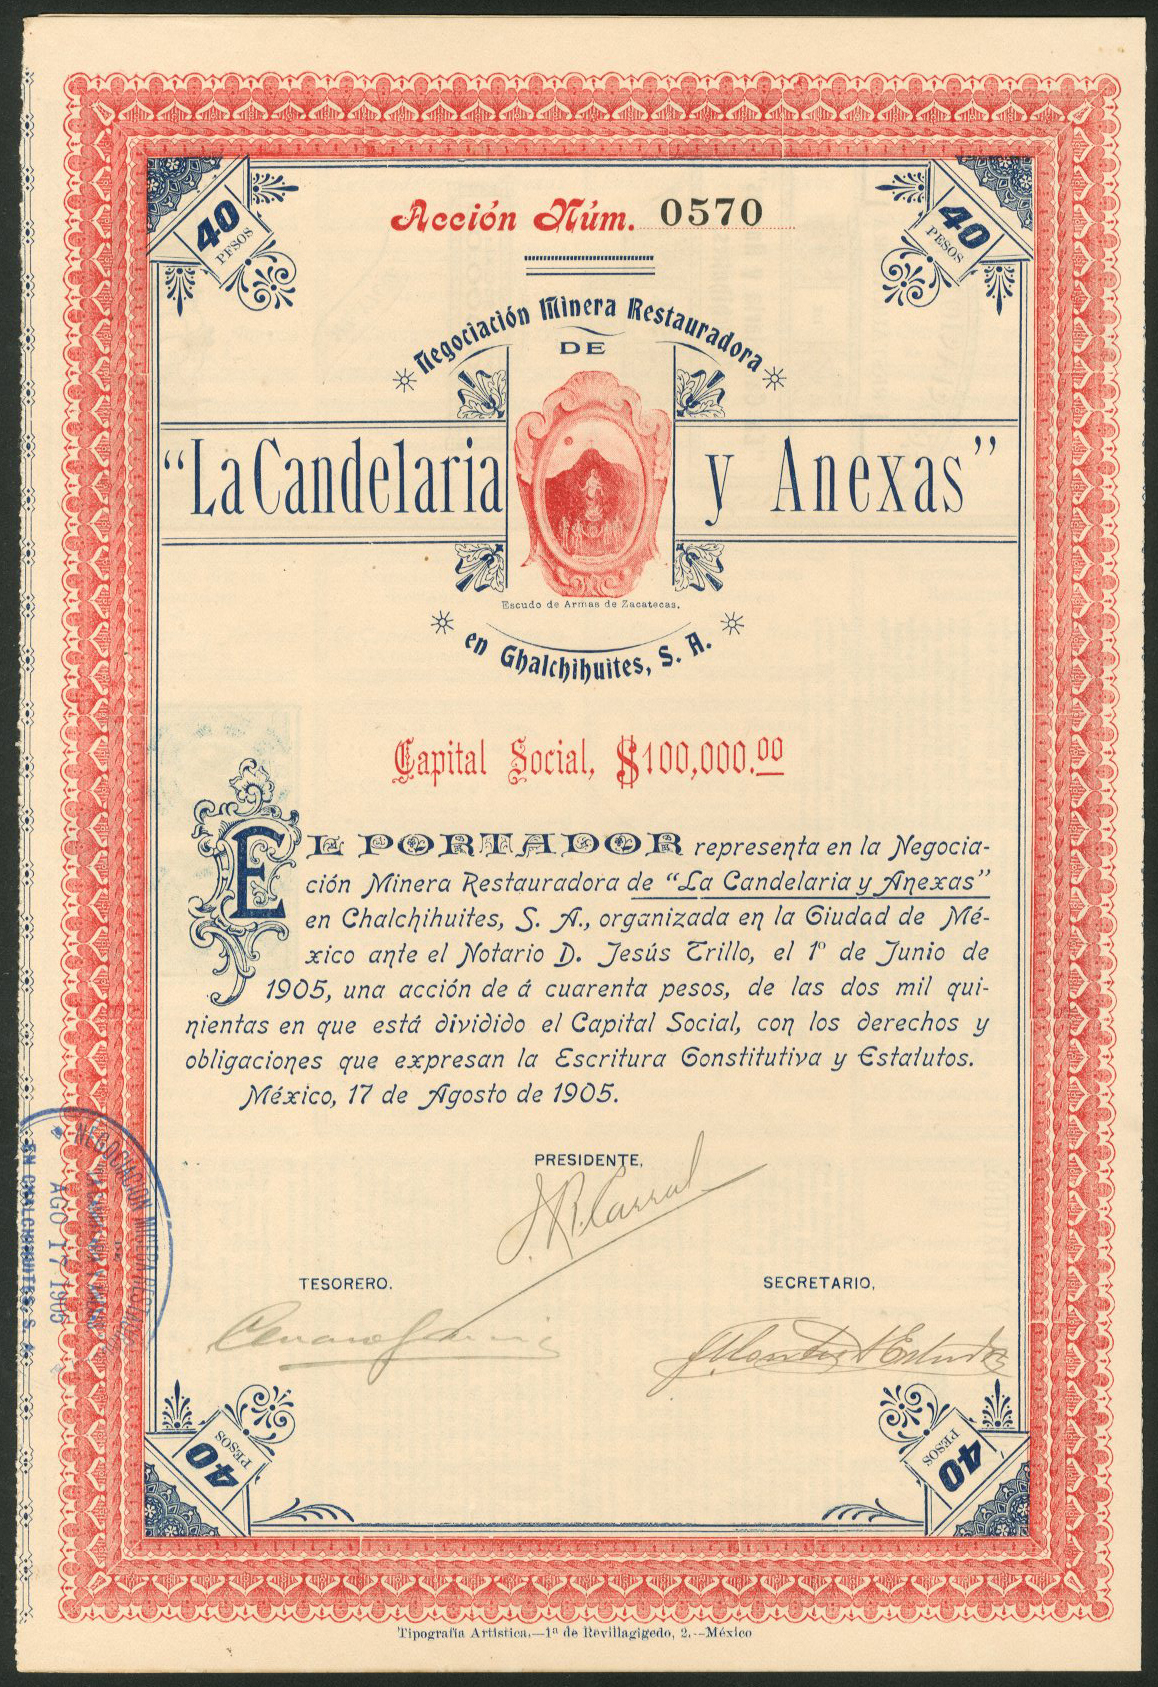 40 PESOS
40 PESOS
Acción Núm. 0570
Negociación Minera Restauradora
DE
"La Candelaria y Anexas"
Escudo de Armas de Zacatecas.
en Chalchihuites, S. A.
Capital Social, $100,000.00
EL PORTADOR representa en la Negocia-
ción Minera Restauradora de "La Candelaria y Anexas"
en Chalchihuites, S. A., organizada en la Ciudad de Mé-
xico ante el Notario D. Jesús Trillo, el 1º de Junio de
1905, una acción de á cuarenta pesos, de las dos mil qui-
nientas en que está dividido el Capital Social, con los derechos y
obligaciones que expresan la Escritura Constitutiva y Estatutos.
México, 17 de Agosto de 1905.
NEGOCIACION MINERA
AGO 17 1905
EN CHALCHIHUITES, S. A.
PRESIDENTE,
TESORERO.
SECRETARIO,
40 PESOS
40 PESOS
Tipografía Artística.—1ª de Revillagigedo, 2.--México